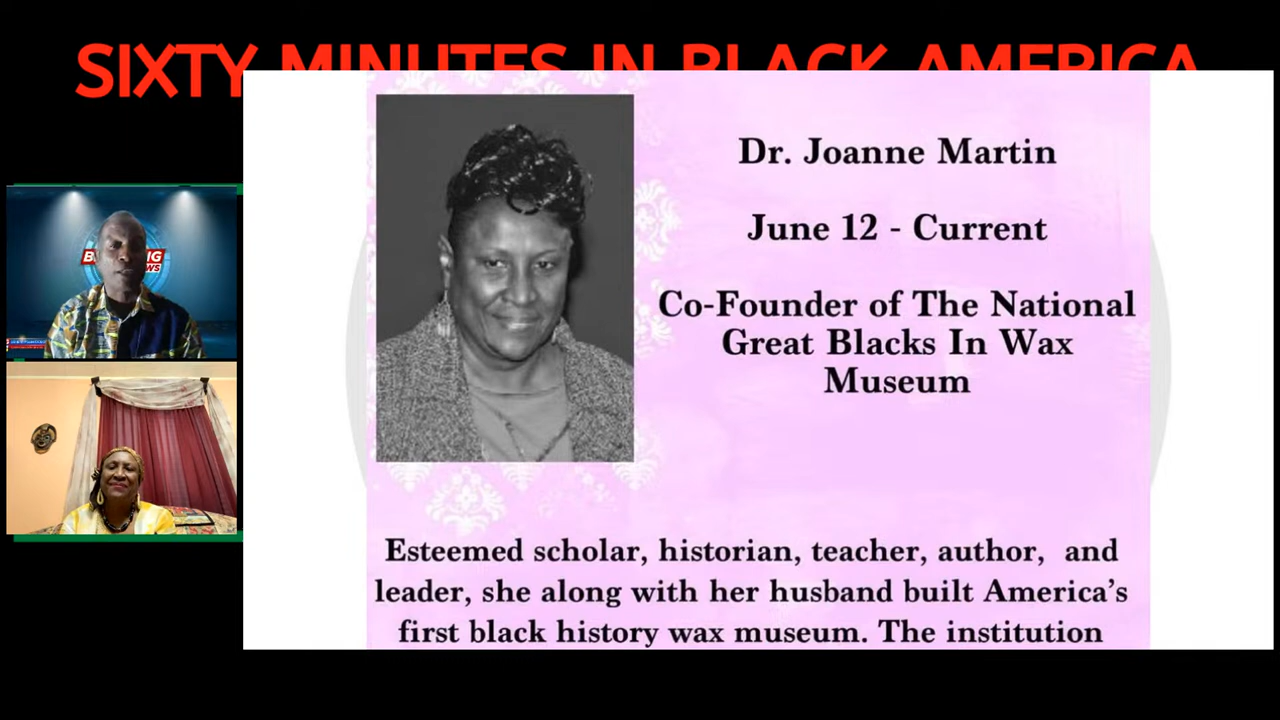 SIXTY MINUTES IN BLACK AMERICA
Dr. Joanne Martin
June 12 - Current
Co-Founder of The National
Great Blacks In Wax
Museum
Esteemed scholar, historian, teacher, author, and
leader, she along with her husband built America’s
first black history wax museum. The institution